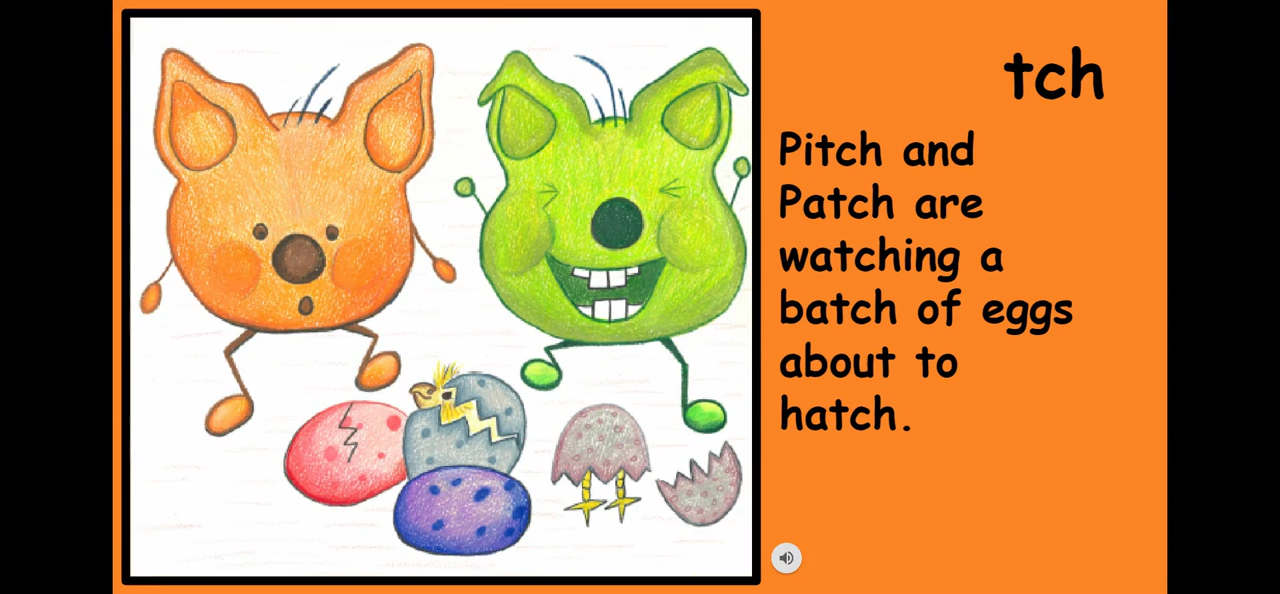 tch
Pitch and
Patch are
watching a
batch of eggs
about to
hatch.